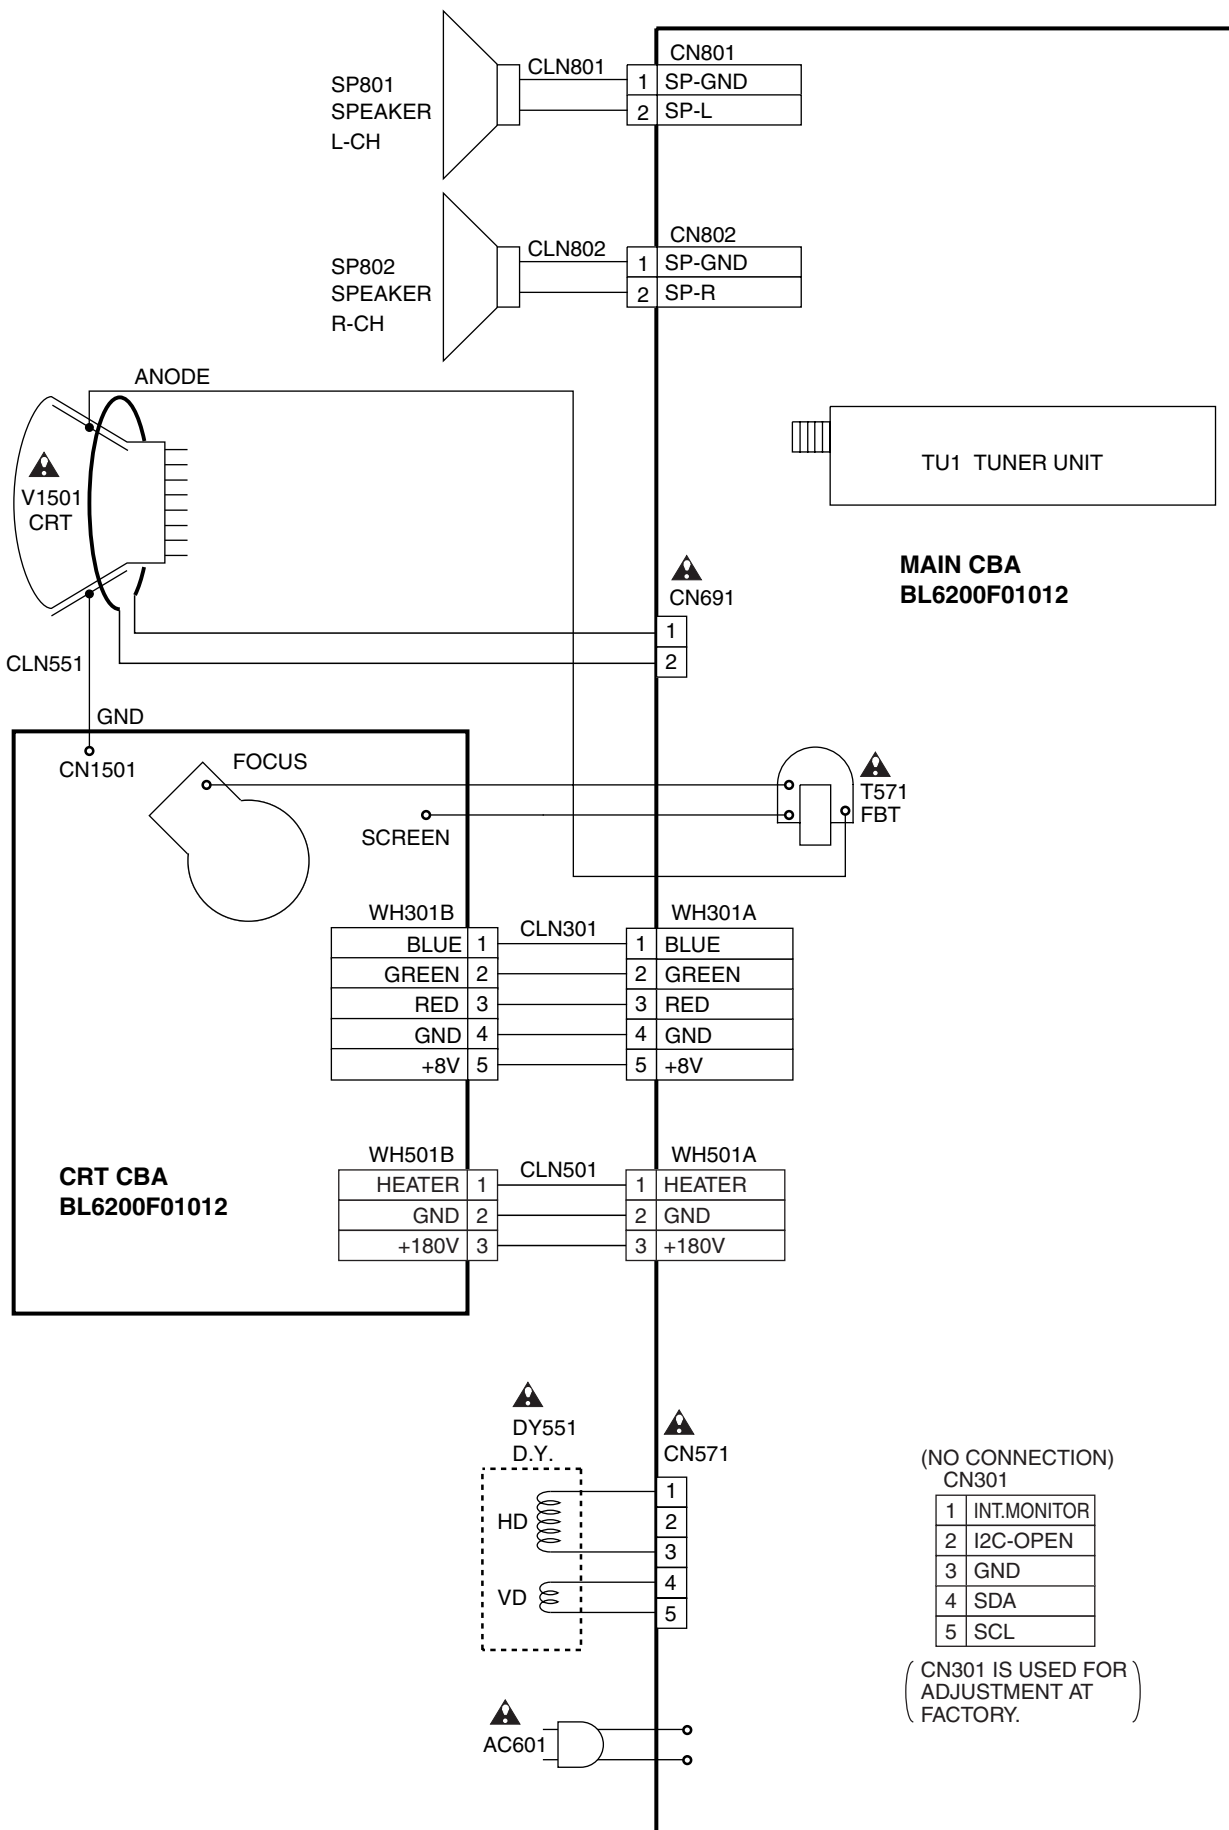 CN801
CLN801
SP801
SPEAKER
L-CH
1 SP-GND
2 SP-L
CN802
CLN802
SP802
SPEAKER
R-CH
1 SP-GND
2 SP-R
ANODE
V1501
CRT
TU1 TUNER UNIT
MAIN CBA
BL6200F01012
CN691
1
2
CLN551
GND
CN1501
FOCUS
SCREEN
T571
FBT
WH301B
CLN301
WH301A
BLUE 1 1 BLUE
GREEN 2 2 GREEN
RED 3 3 RED
GND 4 4 GND
+8V 5 5 +8V
WH501B
CLN501
WH501A
HEATER 1 1 HEATER
GND 2 2 GND
+180V 3 3 +180V
CRT CBA
BL6200F01012
DY551
D.Y.
CN571
HD
VD
1
2
3
4
5
(NO CONNECTION)
CN301
1 INT.MONITOR
2 I2C-OPEN
3 GND
4 SDA
5 SCL
( CN301 IS USED FOR
ADJUSTMENT AT
FACTORY. )
AC601